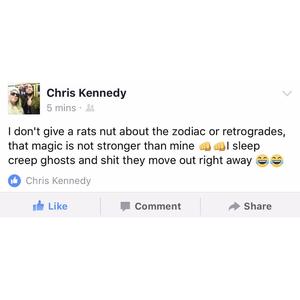 Chris Kennedy
5 mins ·
I don't give a rats nut about the zodiac or retrogrades,
that magic is not stronger than mine 👊👊I sleep
creep ghosts and shit they move out right away 😂😂
Chris Kennedy
Like Comment Share